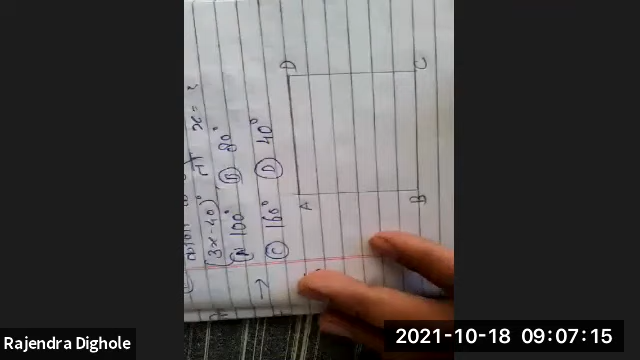 (3x-40)° x = ?
(A) 100° (B) 80°
(C) 160° (D) 40°
→
D C
A B
Rajendra Dighole
2021-10-18 09:07:15